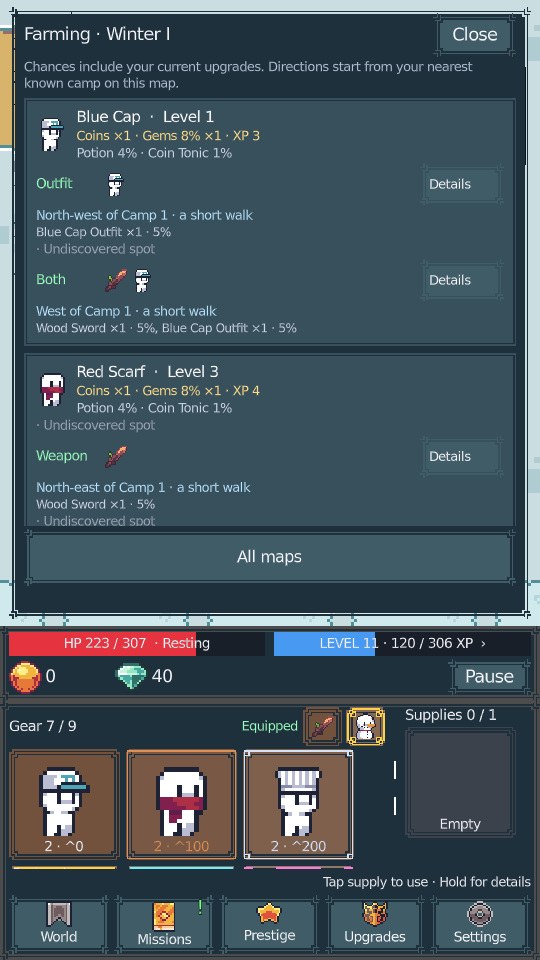 Farming · Winter I
Close
Chances include your current upgrades. Directions start from your nearest
known camp on this map.
Blue Cap · Level 1
Coins ×1 · Gems 8% ×1 · XP 3
Potion 4% · Coin Tonic 1%
Outfit
Details
North-west of Camp 1 · a short walk
Blue Cap Outfit ×1 · 5%
· Undiscovered spot
Both
Details
West of Camp 1 · a short walk
Wood Sword ×1 · 5%, Blue Cap Outfit ×1 · 5%
Red Scarf · Level 3
Coins ×1 · Gems 8% ×1 · XP 4
Potion 4% · Coin Tonic 1%
· Undiscovered spot
Weapon
Details
North-east of Camp 1 · a short walk
Wood Sword ×1 · 5%
· Undiscovered spot
All maps
HP 223 / 307 · Resting
LEVEL 11 · 120 / 306 XP ›
0
40
Pause
Gear 7 / 9
Equipped
Supplies 0 / 1
2 · ^0
2 · ^100
2 · ^200
Empty
Tap supply to use · Hold for details
World
Missions
!
Prestige
Upgrades
Settings